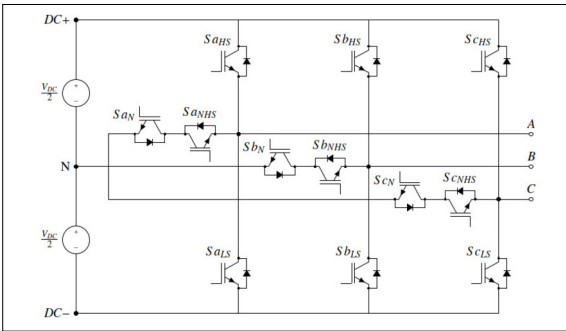 DC+
Sa_HS
Sb_HS
Sc_HS
V_DC/2
+
−
Sa_N
Sa_NHS
A
Sb_N
Sb_NHS
N
B
Sc_N
Sc_NHS
C
V_DC/2
+
−
Sa_LS
Sb_LS
Sc_LS
DC−